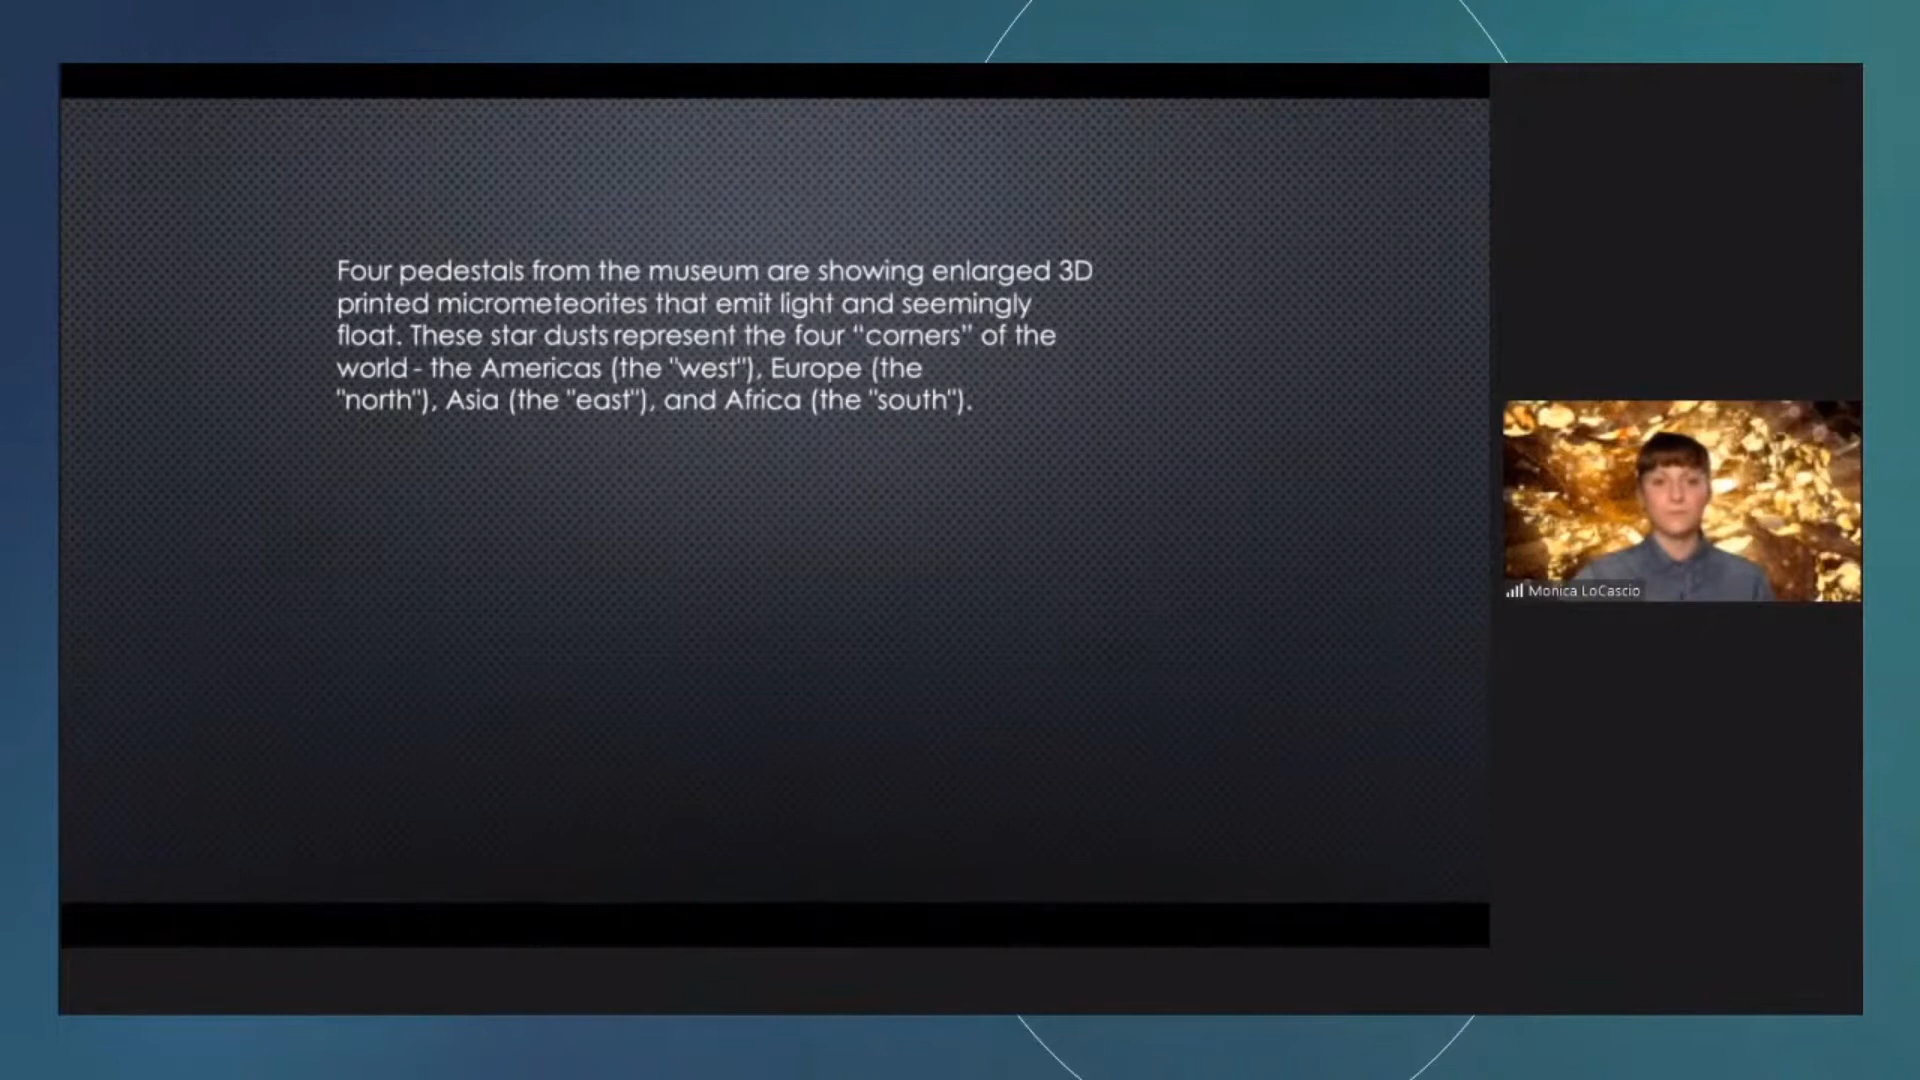 Four pedestals from the museum are showing enlarged 3D
printed micrometeorites that emit light and seemingly
float. These star dusts represent the four “corners” of the
world - the Americas (the "west"), Europe (the
"north"), Asia (the "east"), and Africa (the "south").
Monica LoCascio